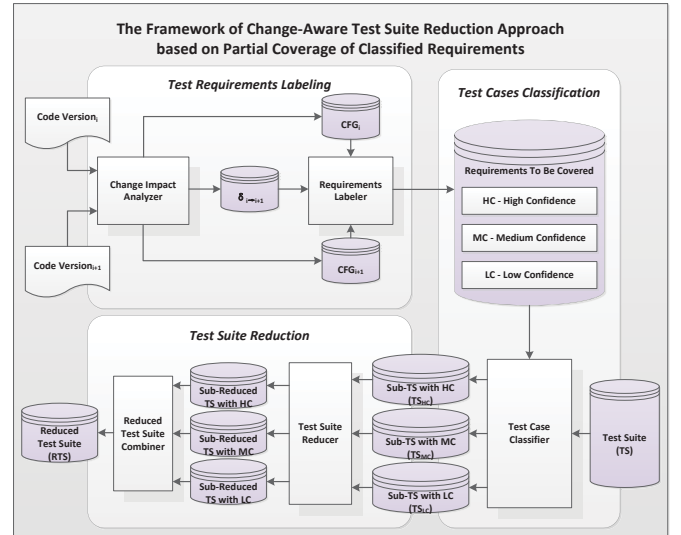 The Framework of Change-Aware Test Suite Reduction Approach
based on Partial Coverage of Classified Requirements
Test Requirements Labeling
Test Cases Classification
Code Versionᵢ
CFGᵢ
Requirements To Be Covered
Change Impact
Analyzer
δ i→i+1
Requirements
Labeler
HC - High Confidence
MC - Medium Confidence
LC - Low Confidence
Code Versionᵢ₊₁
CFGᵢ₊₁
Test Suite Reduction
Sub-Reduced
TS with HC
Sub-TS with HC
(TS_HC)
Reduced
Test Suite
(RTS)
Reduced
Test Suite
Combiner
Sub-Reduced
TS with MC
Test Suite
Reducer
Sub-TS with MC
(TS_MC)
Test Case
Classifier
Test Suite
(TS)
Sub-Reduced
TS with LC
Sub-TS with LC
(TS_LC)